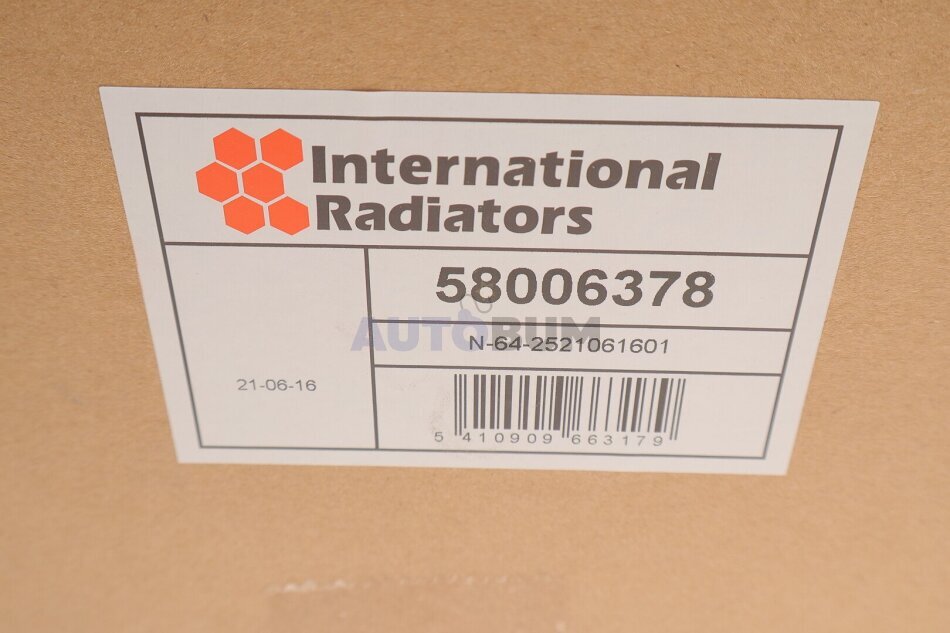 International
Radiators
58006378
AUTOBUM
N-64-2521061601
21-06-16
5 410909 663179